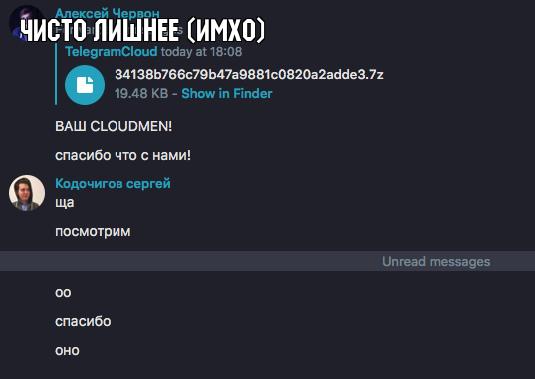 Алексей Червон
ЧИСТО ЛИШНЕЕ (ИМХО)
TelegramCloud today at 18:08
34138b766c79b47a9881c0820a2adde3.7z
19.48 KB - Show in Finder
ВАШ CLOUDMEN!
спасибо что с нами!
Кодочигов сергей
ща
посмотрим
Unread messages
оо
спасибо
оно